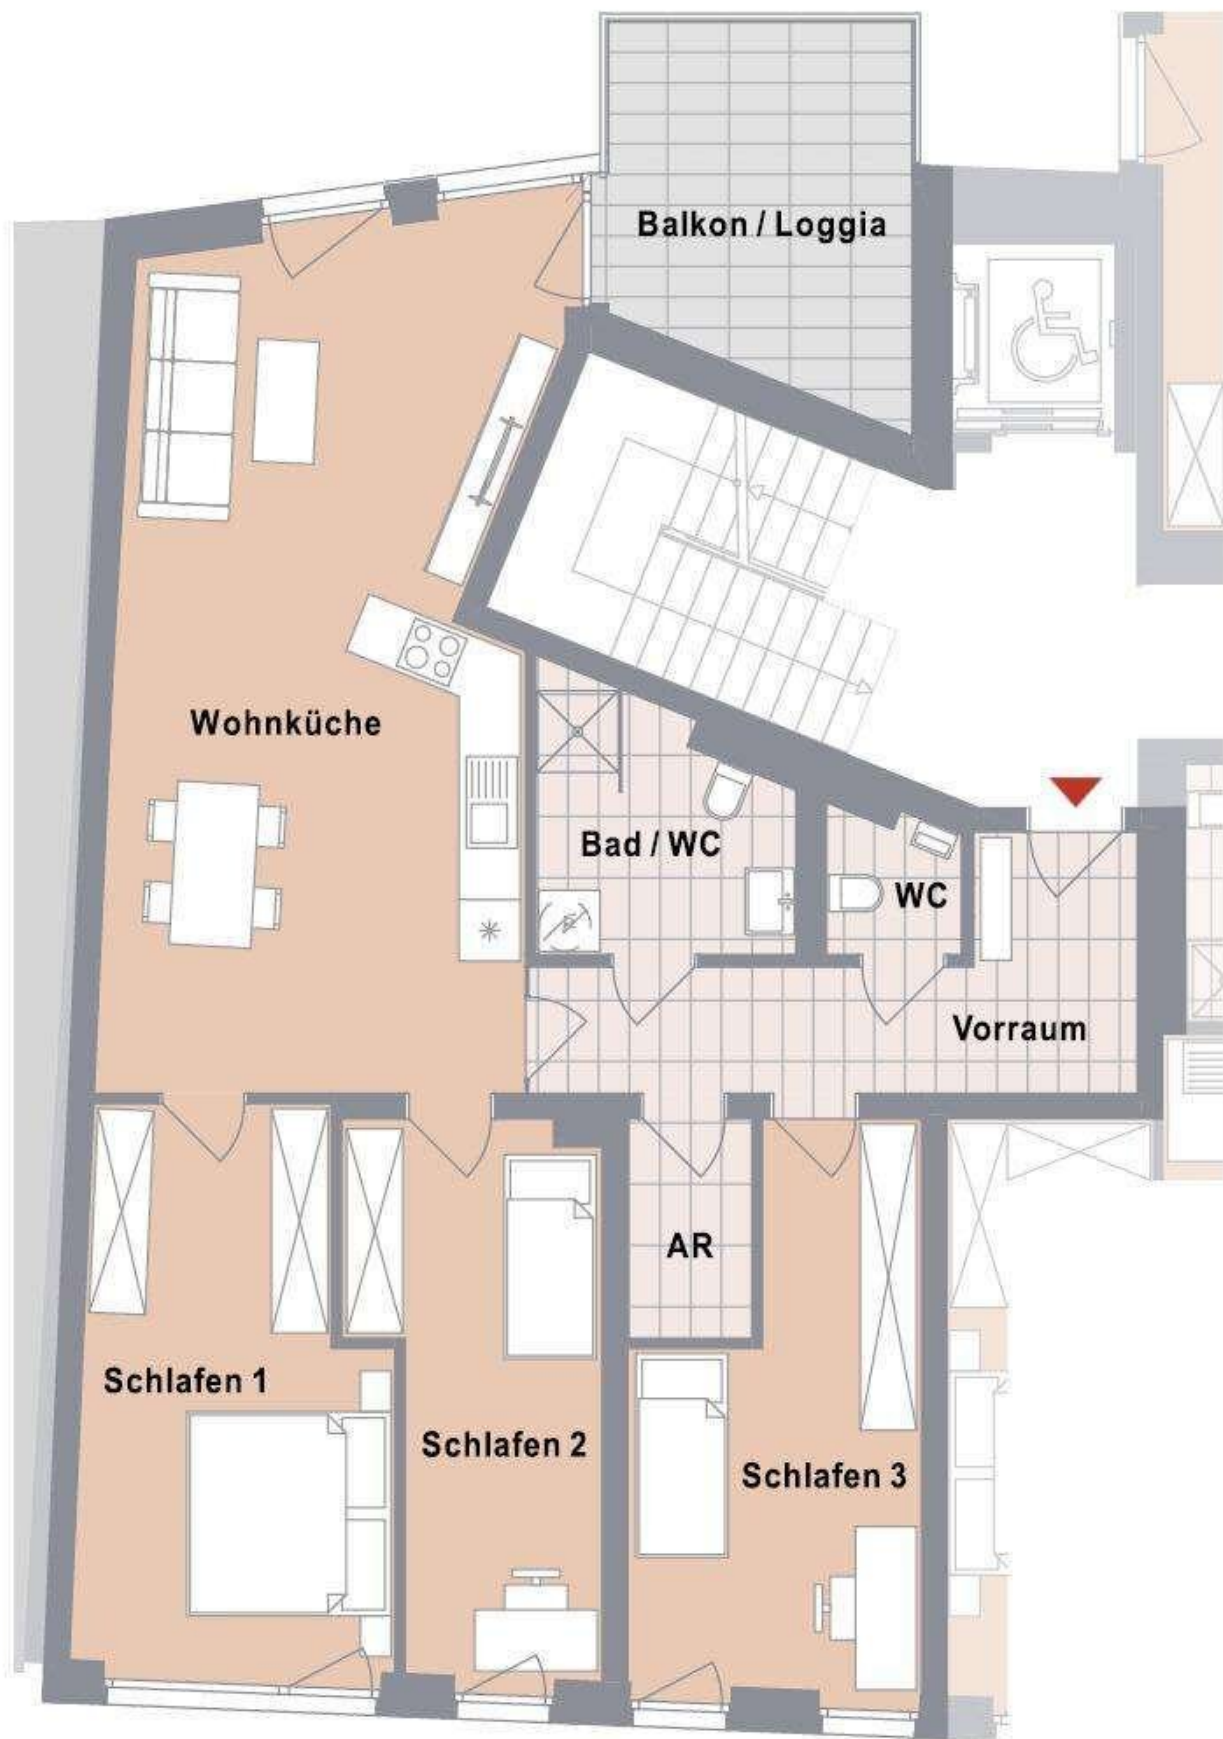 Balkon / Loggia
Wohnküche
Bad / WC
WC
Vorraum
AR
Schlafen 1
Schlafen 2
Schlafen 3